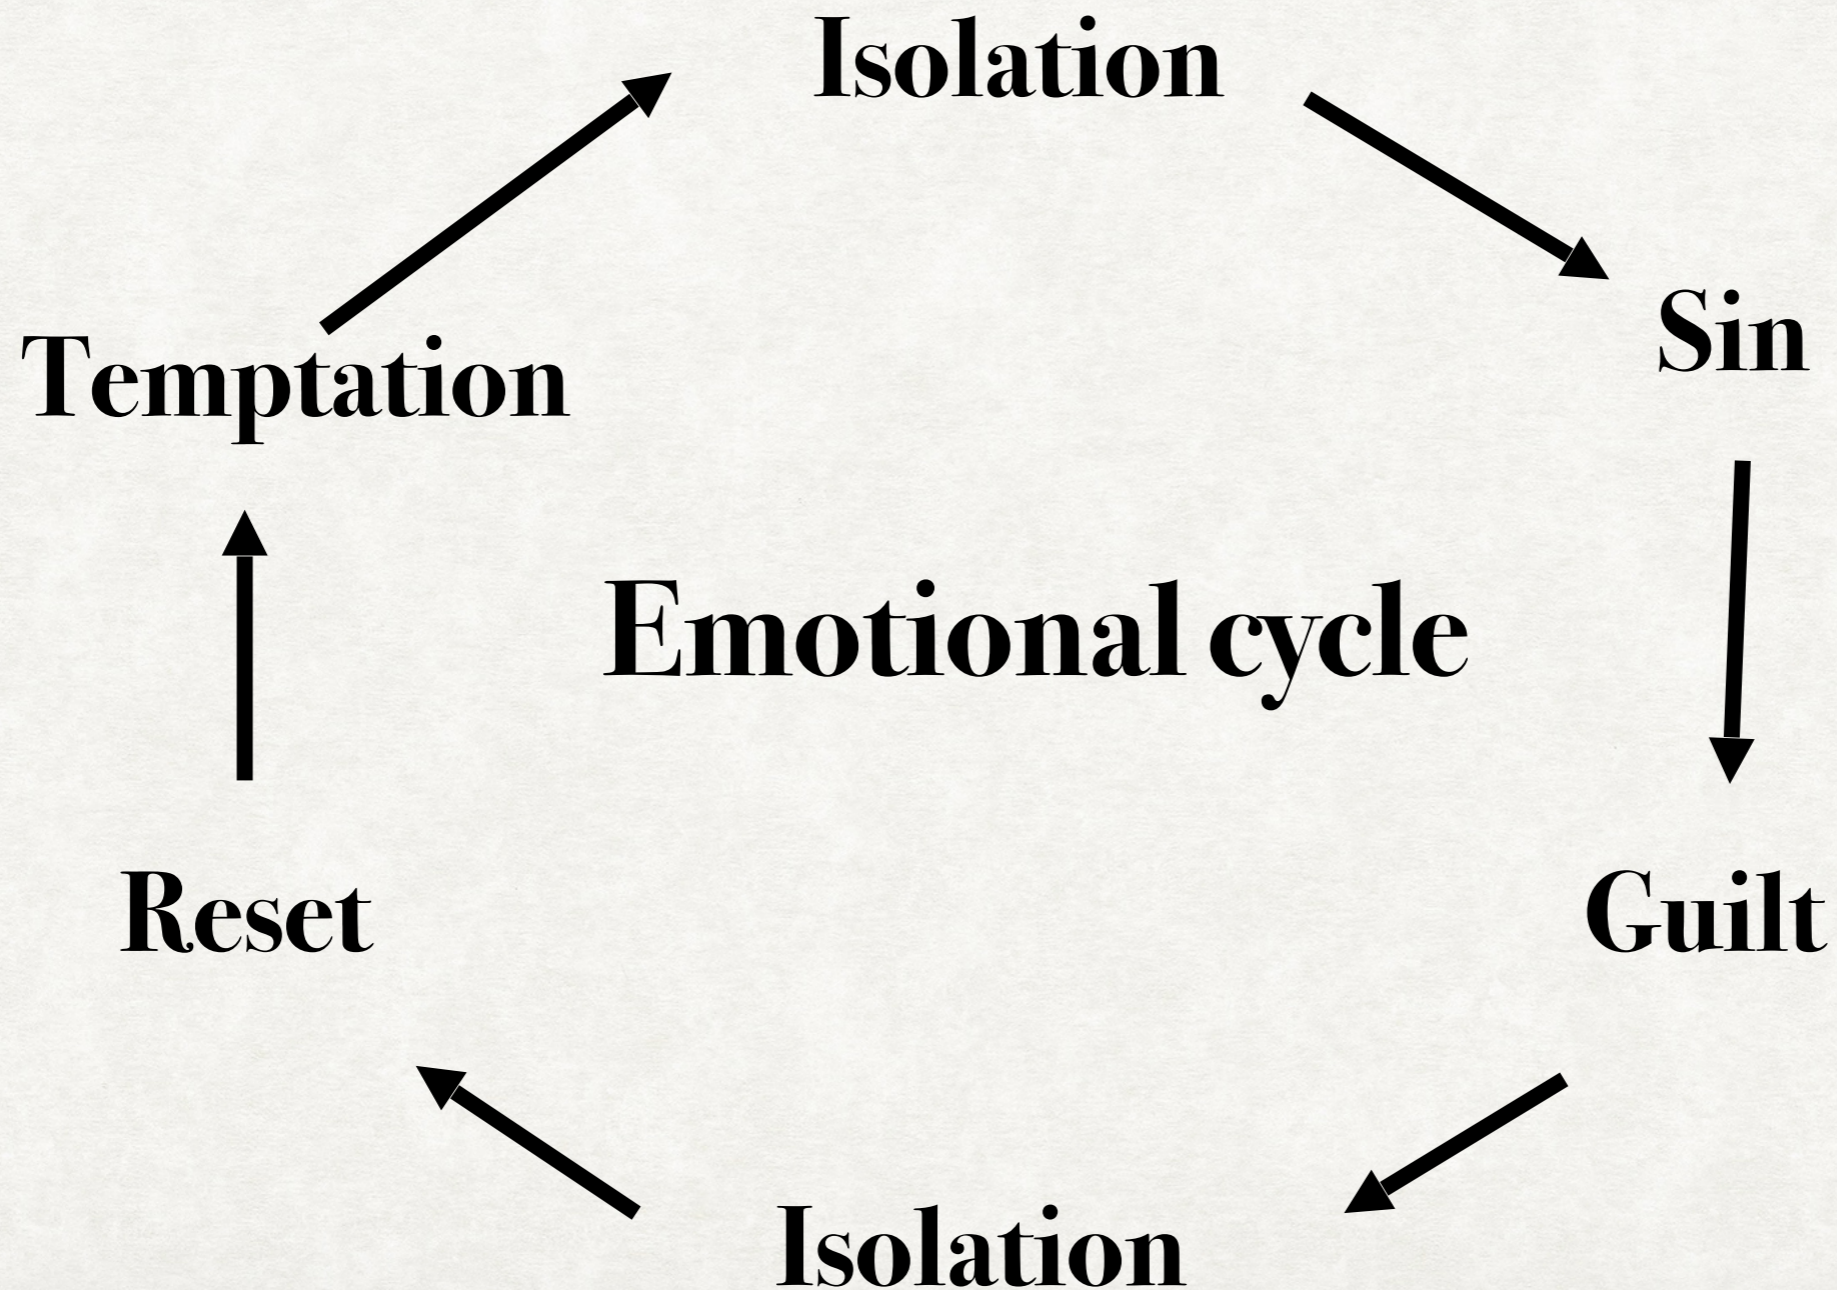 Isolation
Sin
Temptation
Emotional cycle
Reset
Guilt
Isolation